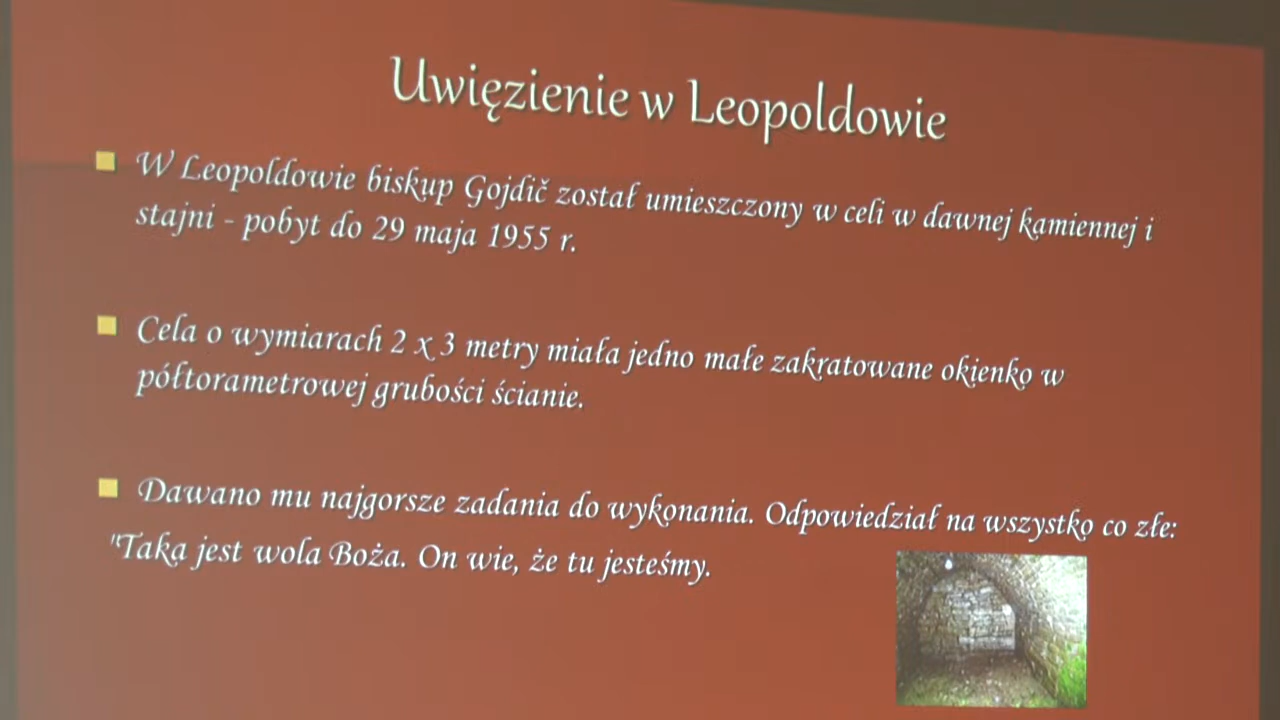 Uwięzienie w Leopoldowie
W Leopoldowie biskup Gojdič został umieszczony w celi w dawnej kamiennej i
stajni - pobyt do 29 maja 1955 r.
Cela o wymiarach 2 x 3 metry miała jedno małe zakratowane okienko w
półtorametrowej grubości ścianie.
Dawano mu najgorsze zadania do wykonania. Odpowiedział na wszystko co złe:
"Taka jest wola Boża. On wie, że tu jesteśmy.